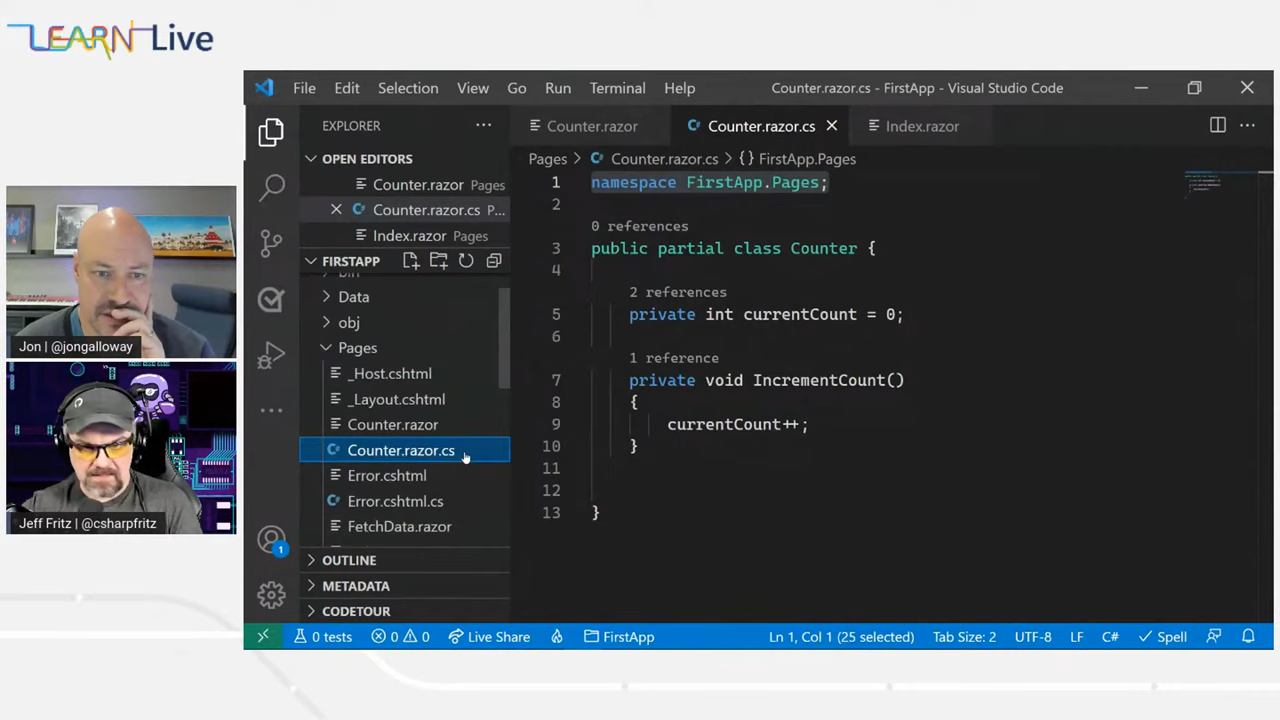 LEARN Live
File Edit Selection View Go Run Terminal Help Counter.razor.cs - FirstApp - Visual Studio Code
EXPLORER
Counter.razor Counter.razor.cs Index.razor
OPEN EDITORS
Counter.razor Pages
Counter.razor.cs P...
Index.razor Pages
FIRSTAPP
bin
Data
obj
Pages
_Host.cshtml
_Layout.cshtml
Counter.razor
Counter.razor.cs
Error.cshtml
Error.cshtml.cs
FetchData.razor
OUTLINE
METADATA
CODETOUR
Pages > Counter.razor.cs > {} FirstApp.Pages
1 namespace FirstApp.Pages;
2
0 references
3 public partial class Counter {
4
2 references
5 private int currentCount = 0;
6
1 reference
7 private void IncrementCount()
8 {
9 currentCount++;
10 }
11
12
13 }
Jon | @jongalloway
Jeff Fritz | @csharpfritz
1
0 tests 0 0 Live Share FirstApp Ln 1, Col 1 (25 selected) Tab Size: 2 UTF-8 LF C# Spell